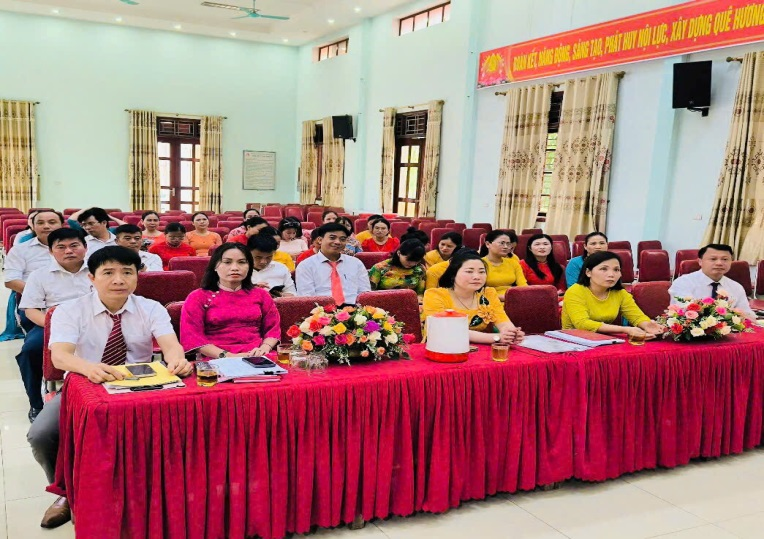 ĐOÀN KẾT, NĂNG ĐỘNG, SÁNG TẠO, PHÁT HUY NỘI LỰC, XÂY DỰNG QUÊ HƯƠNG